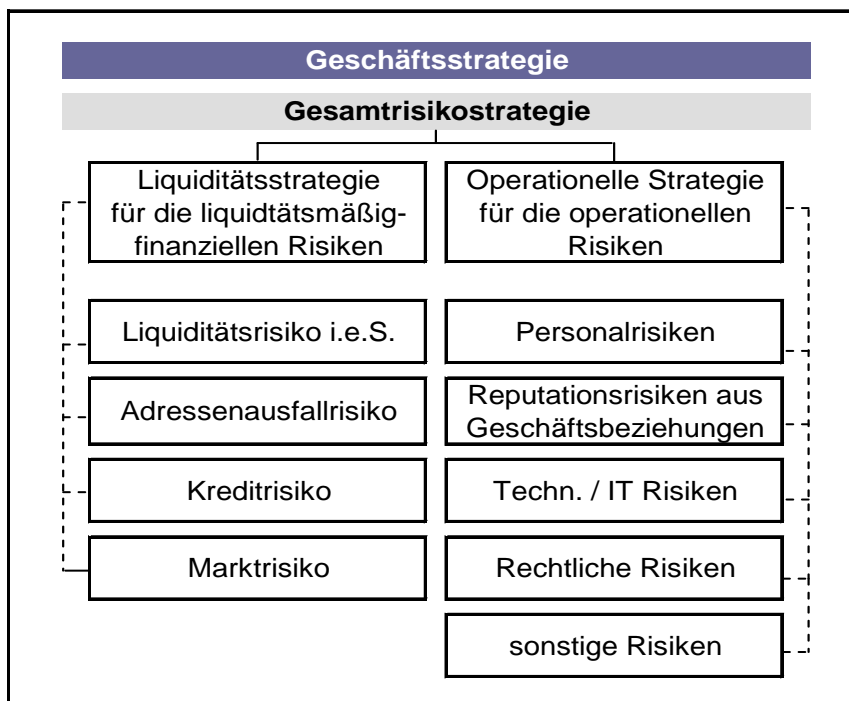 Geschäftsstrategie
Gesamtrisikostrategie
Liquiditätsstrategie
für die liquidtätsmäßig-
finanziellen Risiken
Operationelle Strategie
für die operationellen
Risiken
Liquiditätsrisiko i.e.S.
Adressenausfallrisiko
Kreditrisiko
Marktrisiko
Personalrisiken
Reputationsrisiken aus
Geschäftsbeziehungen
Techn. / IT Risiken
Rechtliche Risiken
sonstige Risiken